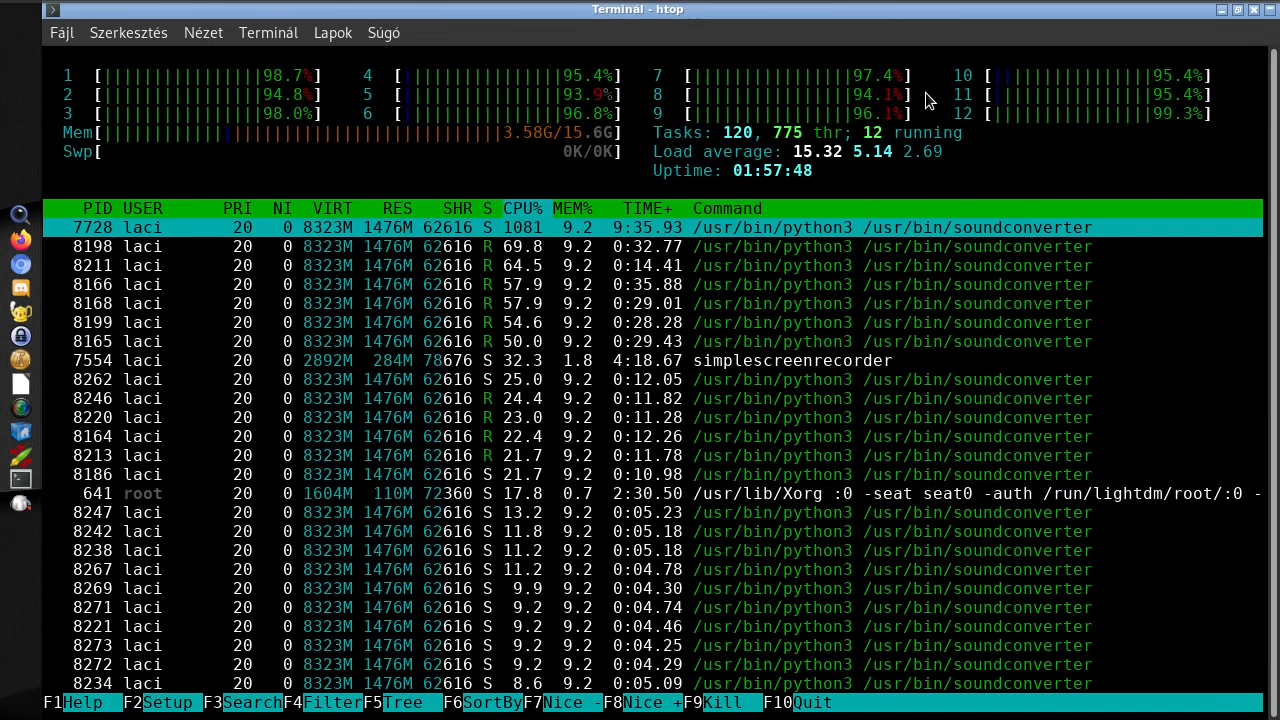 Terminál - htop
Fájl Szerkesztés Nézet Terminál Lapok Súgó
1 [||||||||||||||||98.7%] 4 [||||||||||||||||95.4%] 7 [||||||||||||||||97.4%] 10 [||||||||||||||||95.4%]
2 [||||||||||||||||94.8%] 5 [||||||||||||||||93.9%] 8 [||||||||||||||||94.1%] 11 [||||||||||||||||95.4%]
3 [||||||||||||||||98.0%] 6 [||||||||||||||||96.8%] 9 [||||||||||||||||96.1%] 12 [||||||||||||||||99.3%]
Mem[||||||||||||||||||||||||||||||||||||||||3.58G/15.6G] Tasks: 120, 775 thr; 12 running
Swp[ 0K/0K] Load average: 15.32 5.14 2.69
Uptime: 01:57:48
PID USER PRI NI VIRT RES SHR S CPU% MEM% TIME+ Command
7728 laci 20 0 8323M 1476M 62616 S 1081 9.2 9:35.93 /usr/bin/python3 /usr/bin/soundconverter
8198 laci 20 0 8323M 1476M 62616 R 69.8 9.2 0:32.77 /usr/bin/python3 /usr/bin/soundconverter
8211 laci 20 0 8323M 1476M 62616 R 64.5 9.2 0:14.41 /usr/bin/python3 /usr/bin/soundconverter
8166 laci 20 0 8323M 1476M 62616 R 57.9 9.2 0:35.88 /usr/bin/python3 /usr/bin/soundconverter
8168 laci 20 0 8323M 1476M 62616 R 57.9 9.2 0:29.01 /usr/bin/python3 /usr/bin/soundconverter
8199 laci 20 0 8323M 1476M 62616 R 54.6 9.2 0:28.28 /usr/bin/python3 /usr/bin/soundconverter
8165 laci 20 0 8323M 1476M 62616 R 50.0 9.2 0:29.43 /usr/bin/python3 /usr/bin/soundconverter
7554 laci 20 0 2892M 284M 78676 S 32.3 1.8 4:18.67 simplescreenrecorder
8262 laci 20 0 8323M 1476M 62616 S 25.0 9.2 0:12.05 /usr/bin/python3 /usr/bin/soundconverter
8246 laci 20 0 8323M 1476M 62616 R 24.4 9.2 0:11.82 /usr/bin/python3 /usr/bin/soundconverter
8220 laci 20 0 8323M 1476M 62616 R 23.0 9.2 0:11.28 /usr/bin/python3 /usr/bin/soundconverter
8164 laci 20 0 8323M 1476M 62616 R 22.4 9.2 0:12.26 /usr/bin/python3 /usr/bin/soundconverter
8213 laci 20 0 8323M 1476M 62616 R 21.7 9.2 0:11.78 /usr/bin/python3 /usr/bin/soundconverter
8186 laci 20 0 8323M 1476M 62616 S 21.7 9.2 0:10.98 /usr/bin/python3 /usr/bin/soundconverter
641 root 20 0 1604M 110M 72360 S 17.8 0.7 2:30.50 /usr/lib/Xorg :0 -seat seat0 -auth /run/lightdm/root/:0 -
8247 laci 20 0 8323M 1476M 62616 S 13.2 9.2 0:05.23 /usr/bin/python3 /usr/bin/soundconverter
8242 laci 20 0 8323M 1476M 62616 S 11.8 9.2 0:05.18 /usr/bin/python3 /usr/bin/soundconverter
8238 laci 20 0 8323M 1476M 62616 S 11.2 9.2 0:05.18 /usr/bin/python3 /usr/bin/soundconverter
8267 laci 20 0 8323M 1476M 62616 S 11.2 9.2 0:04.78 /usr/bin/python3 /usr/bin/soundconverter
8269 laci 20 0 8323M 1476M 62616 S 9.9 9.2 0:04.30 /usr/bin/python3 /usr/bin/soundconverter
8271 laci 20 0 8323M 1476M 62616 S 9.2 9.2 0:04.74 /usr/bin/python3 /usr/bin/soundconverter
8221 laci 20 0 8323M 1476M 62616 S 9.2 9.2 0:04.46 /usr/bin/python3 /usr/bin/soundconverter
8273 laci 20 0 8323M 1476M 62616 S 9.2 9.2 0:04.25 /usr/bin/python3 /usr/bin/soundconverter
8272 laci 20 0 8323M 1476M 62616 S 9.2 9.2 0:04.29 /usr/bin/python3 /usr/bin/soundconverter
8234 laci 20 0 8323M 1476M 62616 S 8.6 9.2 0:05.09 /usr/bin/python3 /usr/bin/soundconverter
F1Help F2Setup F3SearchF4FilterF5Tree F6SortByF7Nice -F8Nice +F9Kill F10Quit